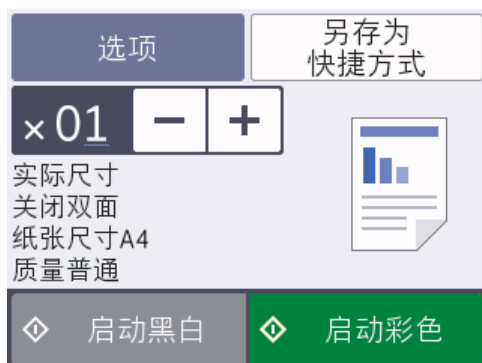 选项
另存为
快捷方式
×01
实际尺寸
关闭双面
纸张尺寸A4
质量普通
启动黑白
启动彩色